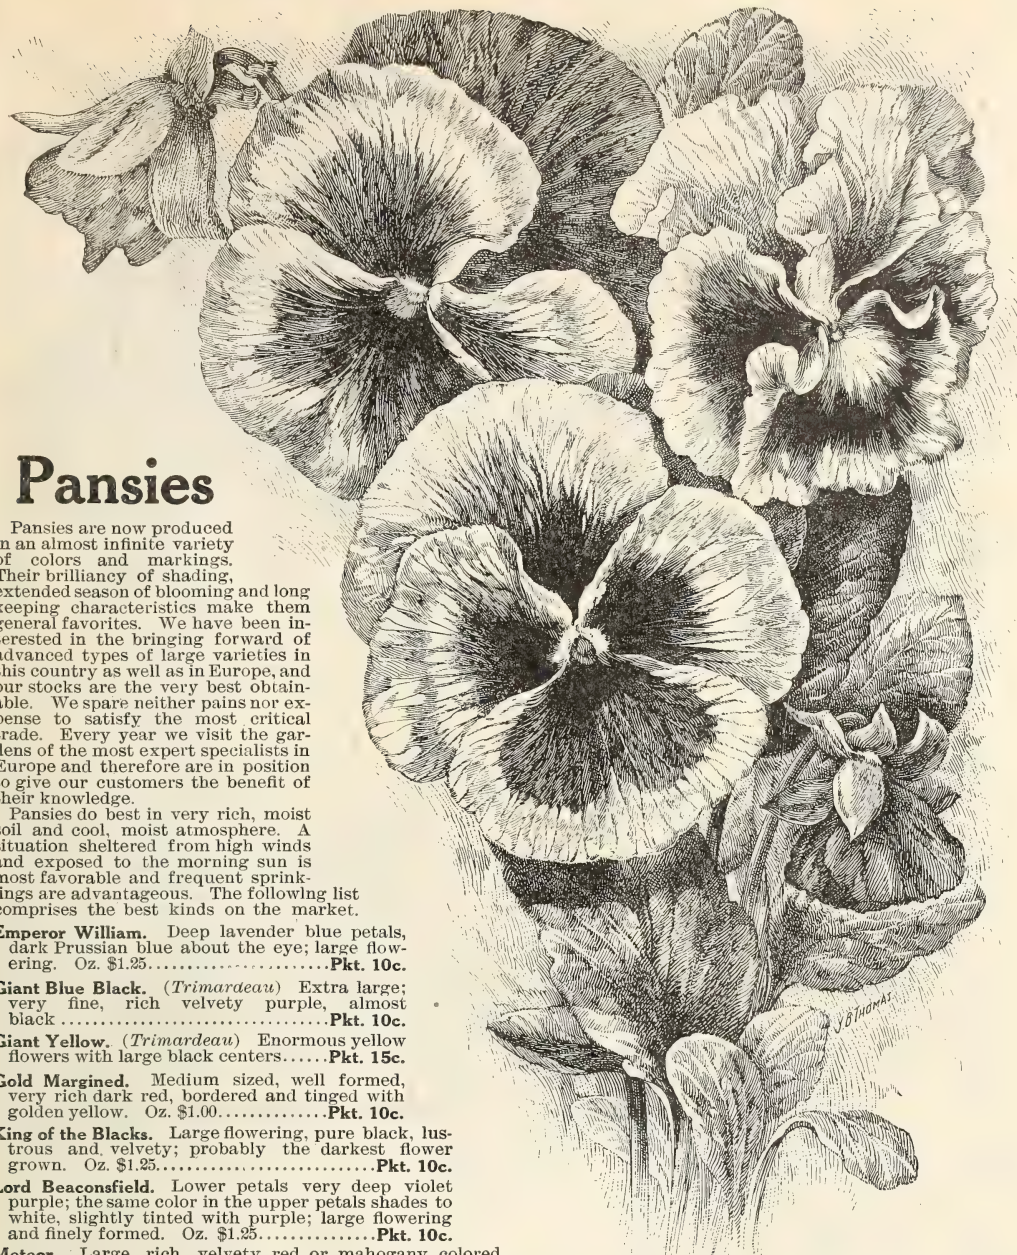 Pansies
Pansies are now produced
in an almost infinite variety
of colors and markings.
Their brilliancy of shading,
extended season of blooming and long
keeping characteristics make them
general favorites. We have been in-
terested in the bringing forward of
advanced types of large varieties in
this country as well as in Europe, and
our stocks are the very best obtain-
able. We spare neither pains nor ex-
pense to satisfy the most critical
trade. Every year we visit the gar-
dens of the most expert specialists in
Europe and therefore are in position
to give our customers the benefit of
their knowledge.
Pansies do best in very rich, moist
soil and cool, moist atmosphere. A
situation sheltered from high winds
and exposed to the morning sun is
most favorable and frequent sprink-
lings are advantageous. The following list
comprises the best kinds on the market.
Emperor William. Deep lavender blue petals,
dark Prussian blue about the eye; large flow-
ering. Oz. $1.25........................Pkt. 10c.
Giant Blue Black. (Trimardeau) Extra large;
very fine, rich velvety purple, almost
black ...................................Pkt. 10c.
Giant Yellow. (Trimardeau) Enormous yellow
flowers with large black centers......Pkt. 15c.
Gold Margined. Medium sized, well formed,
very rich dark red, bordered and tinged with
golden yellow. Oz. $1.00..............Pkt. 10c.
King of the Blacks. Large flowering, pure black, lus-
trous and velvety; probably the darkest flower
grown. Oz. $1.25............................Pkt. 10c.
Lord Beaconsfield. Lower petals very deep violet
purple; the same color in the upper petals shades to
white, slightly tinted with purple; large flowering
and finely formed. Oz. $1.25...............Pkt. 10c.
Meteor. Large, rich, velvety red or mahogany colored
J B THOMAS